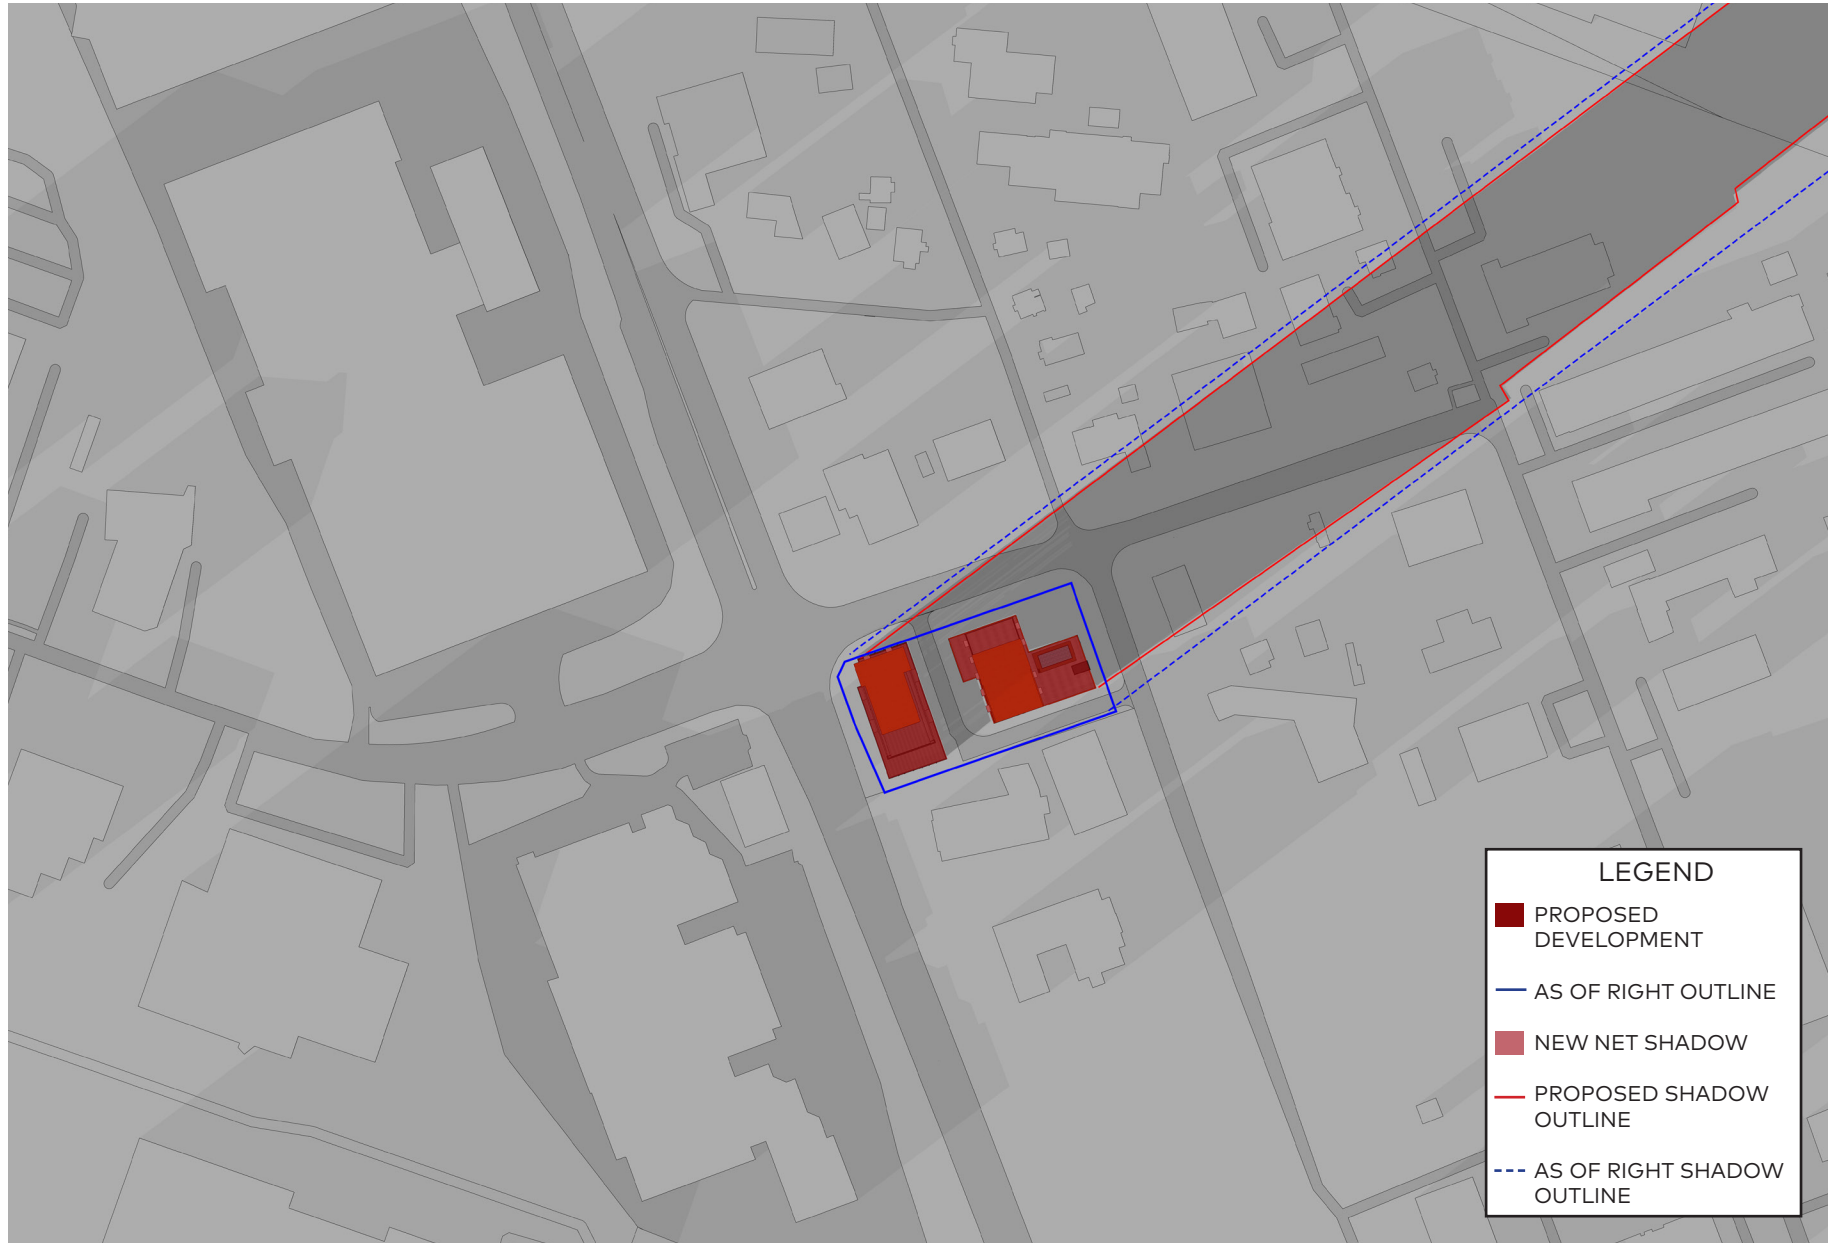 LEGEND
PROPOSED
DEVELOPMENT
AS OF RIGHT OUTLINE
NEW NET SHADOW
PROPOSED SHADOW
OUTLINE
AS OF RIGHT SHADOW
OUTLINE